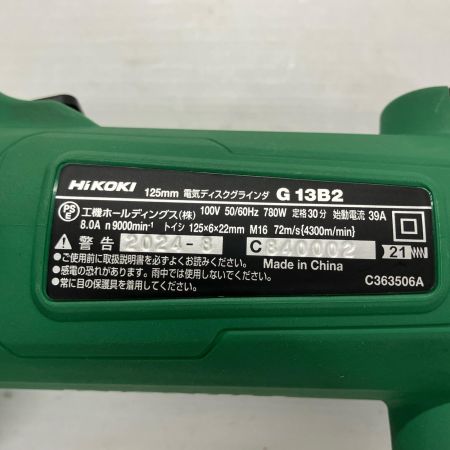 HiKOKI 125mm 電気ディスクグラインダ G 13B2
PS E 工機ホールディングス(株) 100V 50/60Hz 780W 定格30分 始動電流 39A
8.0A n 9000min⁻¹ トイシ 125×6×22mm M16 72m/s{4300m/min}
警告 2024-8 C 840002 21
・ご使用前に取扱説明書を必ずよくお読みください。 Made in China
・感電の恐れがあります。雨中では使用しないでください。
・常に目の保護具を着用してください。 C363506A